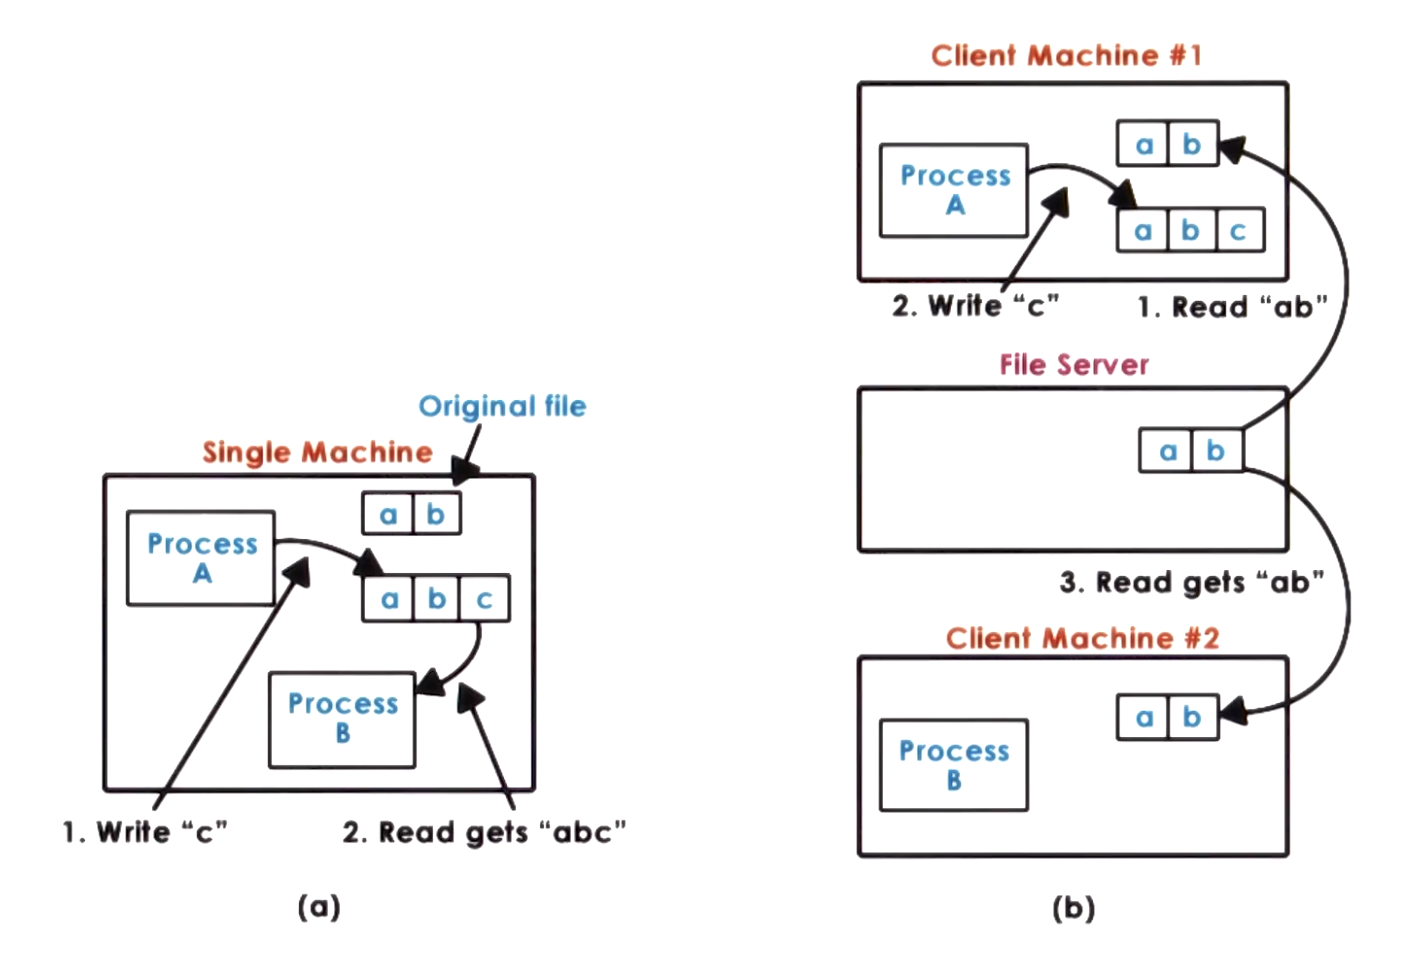 Original file
Single Machine
a b
Process
A
a b c
Process
B
1. Write “c”
2. Read gets “abc”
(a)
Client Machine #1
a b
Process
A
a b c
2. Write “c”
1. Read “ab”
File Server
a b
3. Read gets “ab”
Client Machine #2
a b
Process
B
(b)